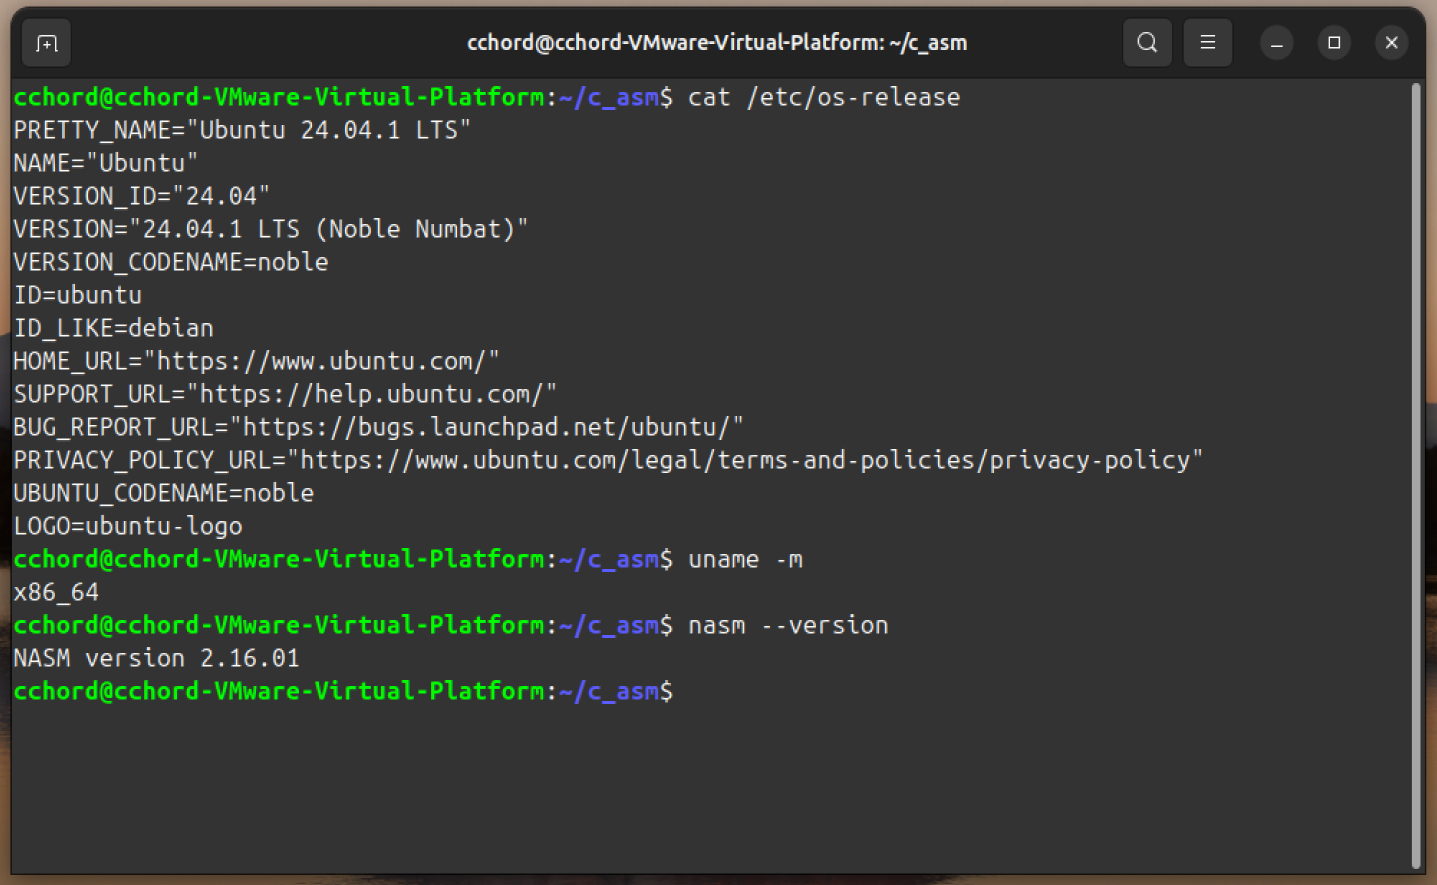 cchord@cchord-VMware-Virtual-Platform: ~/c_asm
cchord@cchord-VMware-Virtual-Platform:~/c_asm$ cat /etc/os-release
PRETTY_NAME="Ubuntu 24.04.1 LTS"
NAME="Ubuntu"
VERSION_ID="24.04"
VERSION="24.04.1 LTS (Noble Numbat)"
VERSION_CODENAME=noble
ID=ubuntu
ID_LIKE=debian
HOME_URL="https://www.ubuntu.com/"
SUPPORT_URL="https://help.ubuntu.com/"
BUG_REPORT_URL="https://bugs.launchpad.net/ubuntu/"
PRIVACY_POLICY_URL="https://www.ubuntu.com/legal/terms-and-policies/privacy-policy"
UBUNTU_CODENAME=noble
LOGO=ubuntu-logo
cchord@cchord-VMware-Virtual-Platform:~/c_asm$ uname -m
x86_64
cchord@cchord-VMware-Virtual-Platform:~/c_asm$ nasm --version
NASM version 2.16.01
cchord@cchord-VMware-Virtual-Platform:~/c_asm$